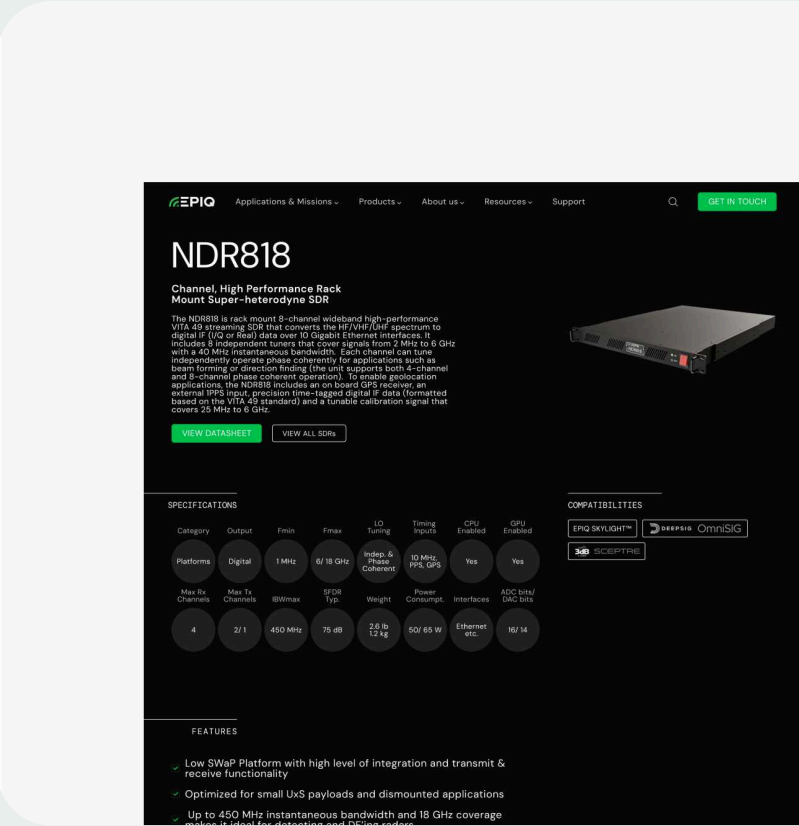 EPIQ Applications & Missions Products About us Resources Support GET IN TOUCH
NDR818
Channel, High Performance Rack
Mount Super-heterodyne SDR
The NDR818 is rack mount 8-channel wideband high-performance
VITA 49 streaming SDR that converts the HF/VHF/UHF spectrum to
digital IF (I/Q or Real) data over 10 Gigabit Ethernet interfaces. It
includes 8 independent tuners that cover signals from 2 MHz to 6 GHz
with a 40 MHz instantaneous bandwidth. Each channel can tune
independently operate phase coherently for applications such as
beam forming or direction finding (the unit supports both 4-channel
and 8-channel phase coherent operation). To enable geolocation
applications, the NDR818 includes an on board GPS receiver, an
external 1PPS input, precision time-tagged digital IF data (formatted
based on the VITA 49 standard) and a tunable calibration signal that
covers 25 MHz to 6 GHz.
VIEW DATASHEET VIEW ALL SDRs
SPECIFICATIONS
Category Output Fmin Fmax LO Tuning Timing Inputs CPU Enabled GPU Enabled
Platforms Digital 1 MHz 6/ 18 GHz Indep. & Phase Coherent 10 MHz, PPS, GPS Yes Yes
Max Rx Channels Max Tx Channels IBWmax SFDR Typ. Weight Power Consumpt. Interfaces ADC bits/ DAC bits
4 2/ 1 450 MHz 75 dB 2.6 lb 1.2 kg 50/ 65 W Ethernet etc. 16/ 14
COMPATIBILITIES
EPIQ SKYLIGHT™ DEEPSIG OmniSIG
3dB SCEPTRE
FEATURES
Low SWaP Platform with high level of integration and transmit &
receive functionality
Optimized for small UxS payloads and dismounted applications
Up to 450 MHz instantaneous bandwidth and 18 GHz coverage
makes it ideal for detecting and DF'ing radars